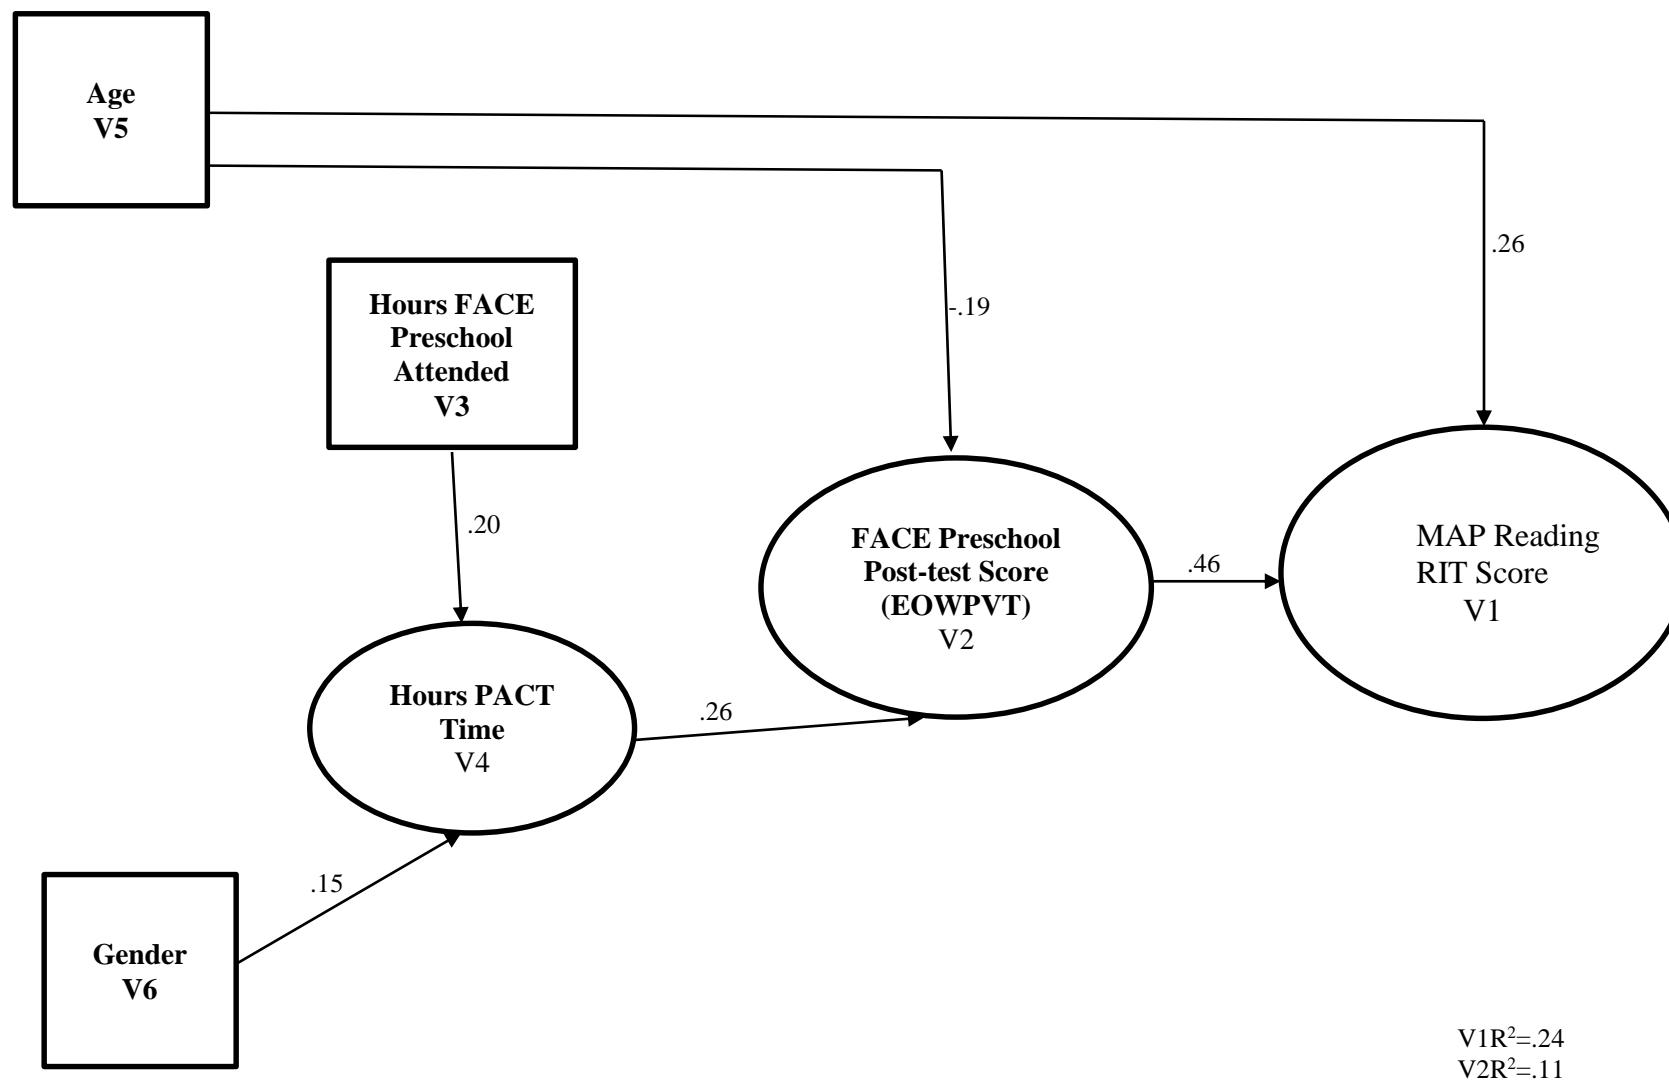 Age
V5
.26
-.19
Hours FACE
Preschool
Attended
V3
.20
FACE Preschool
Post-test Score
(EOWPVT)
V2
.46
MAP Reading
RIT Score
V1
Hours PACT
Time
V4
.26
.15
Gender
V6
V1R²=.24
V2R²=.11